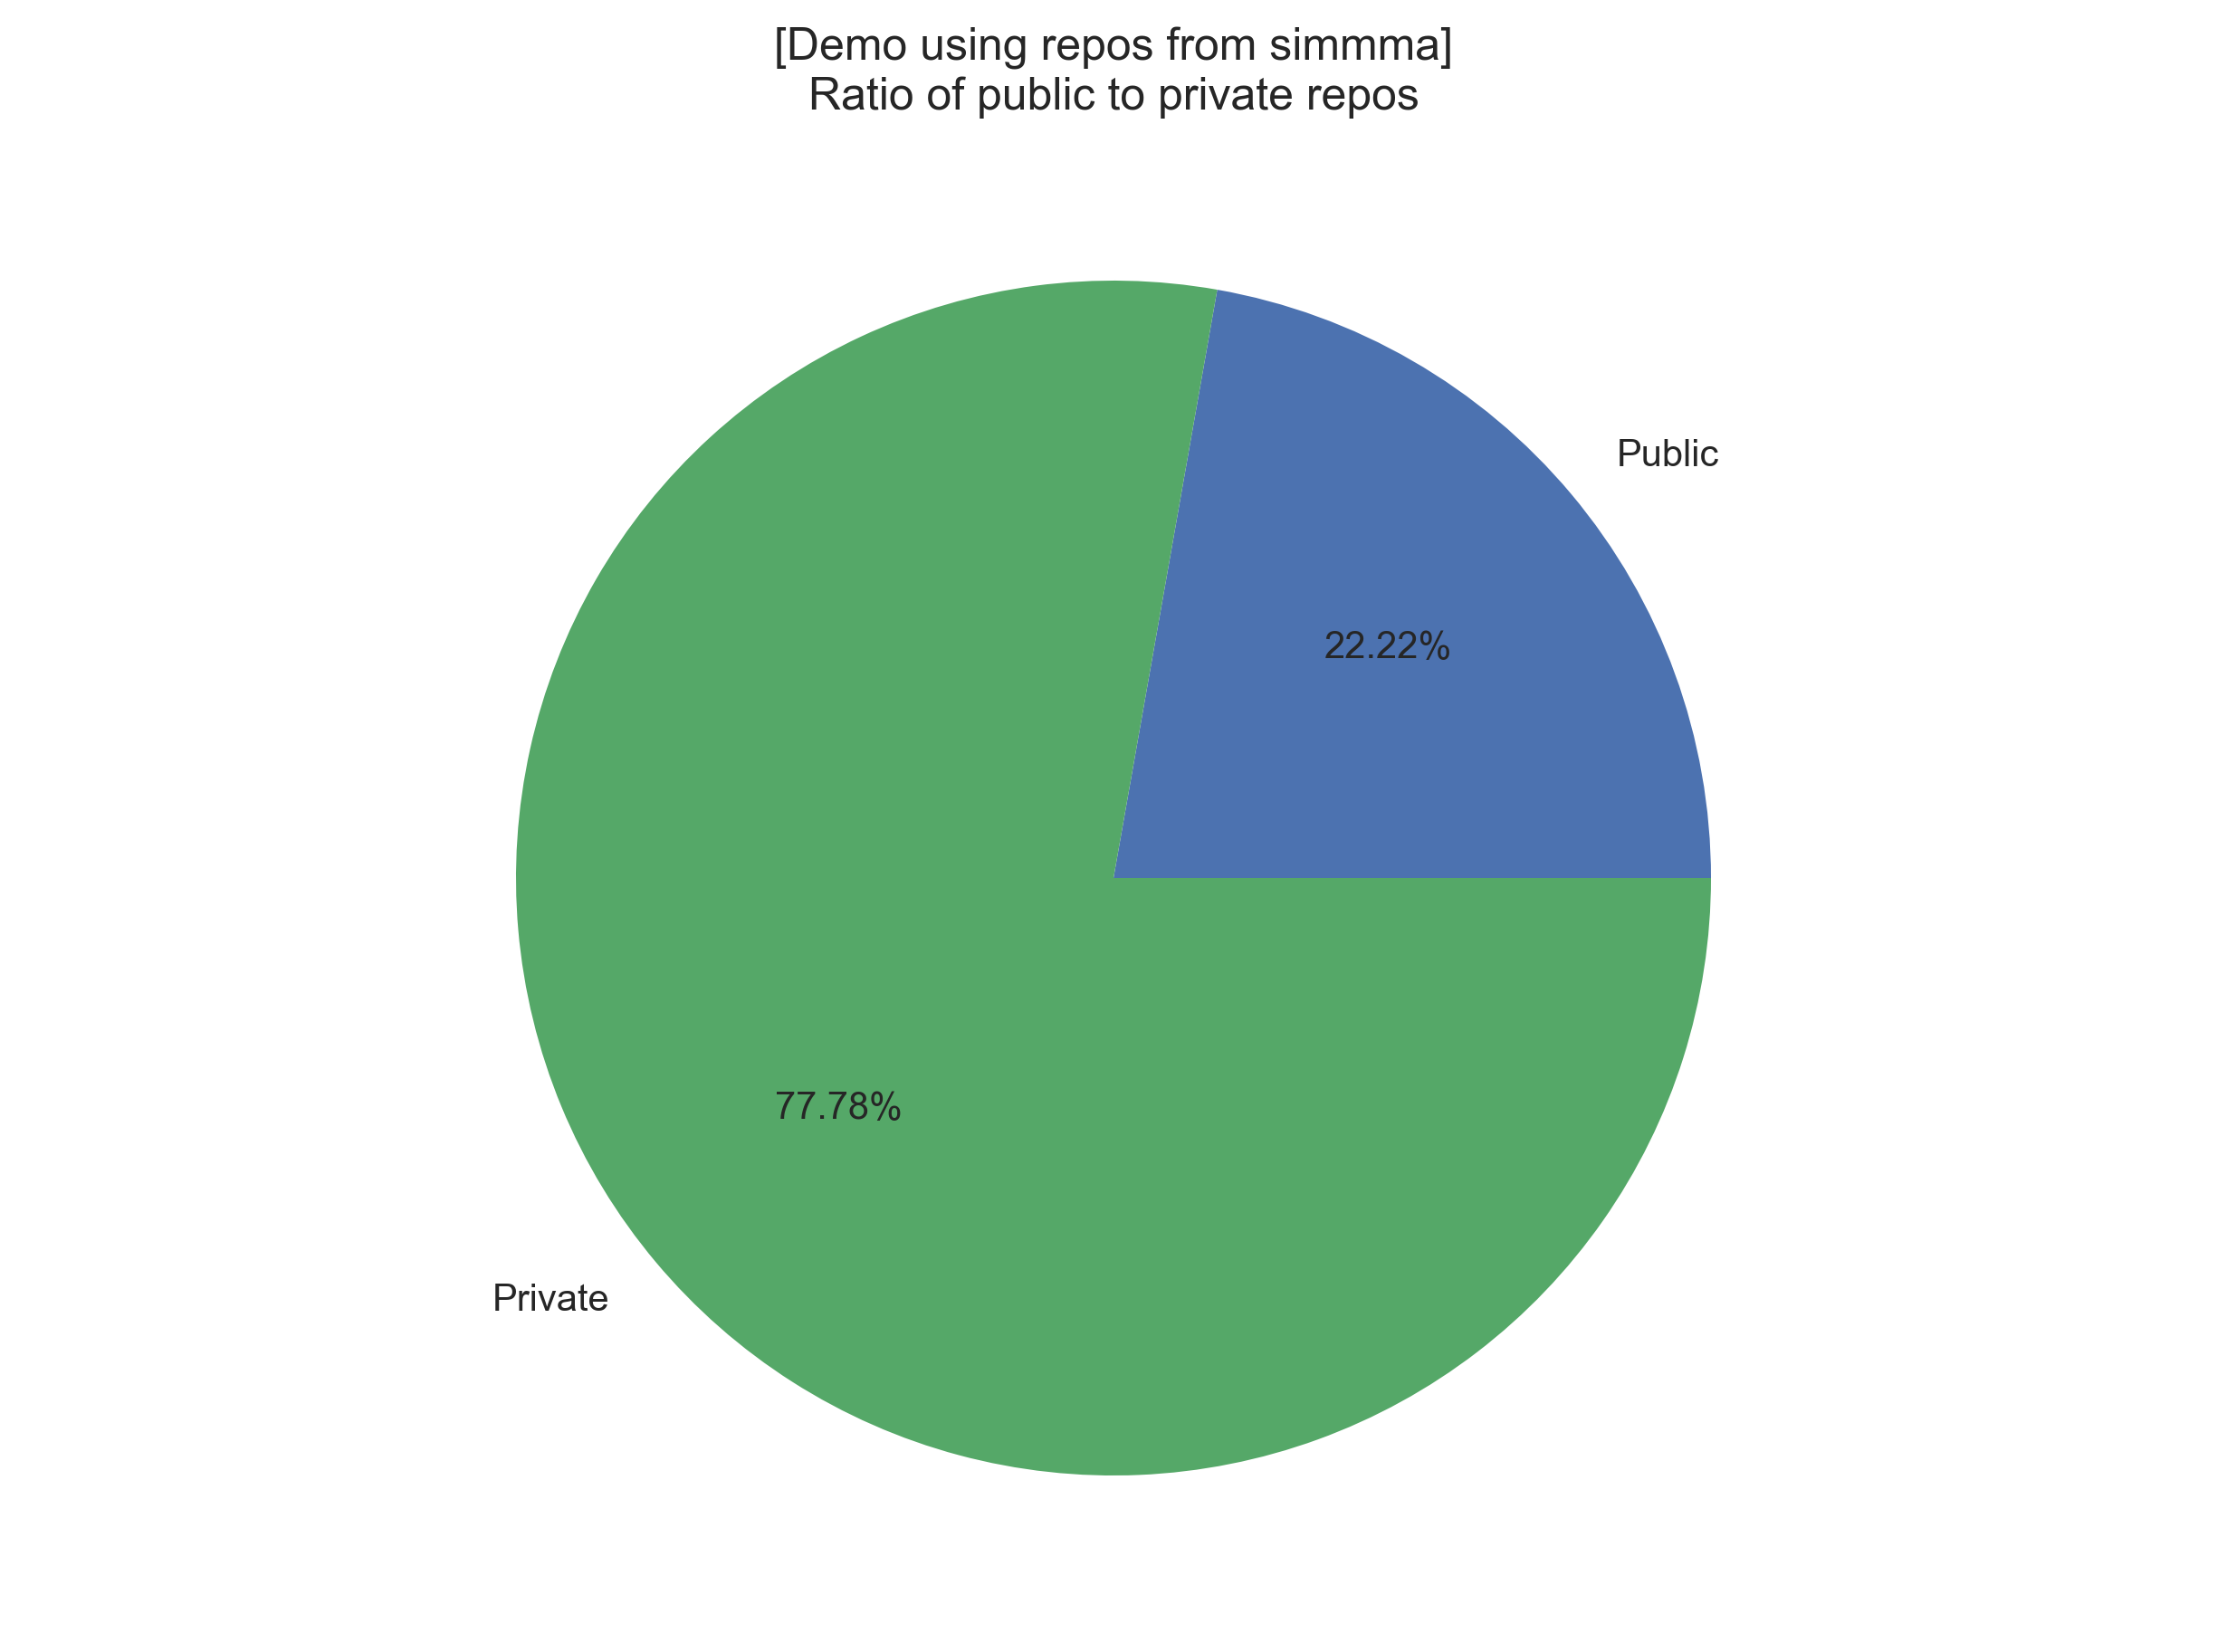 [Demo using repos from simmma]
Ratio of public to private repos
Public
22.22%
77.78%
Private